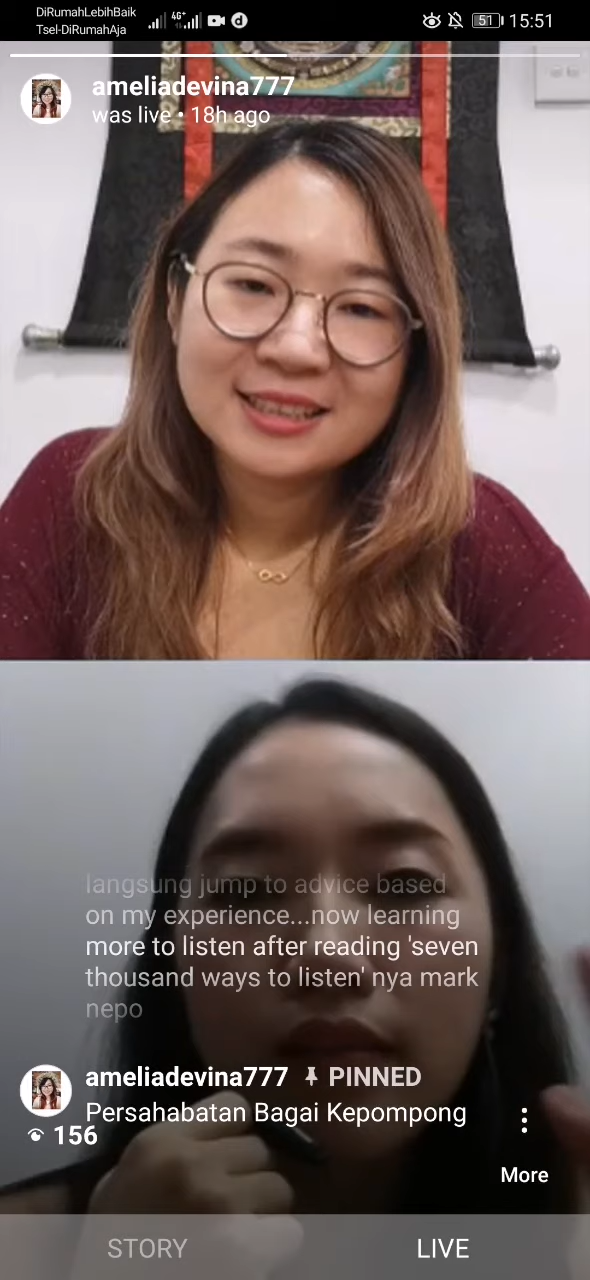 DiRumahLebihBaik
Tsel-DiRumahAja
4G+
51 15:51
ameliadevina777
was live • 18h ago
langsung jump to advice based
on my experience...now learning
more to listen after reading 'seven
thousand ways to listen' nya mark
nepo
ameliadevina777 PINNED
Persahabatan Bagai Kepompong
156
More
STORY LIVE